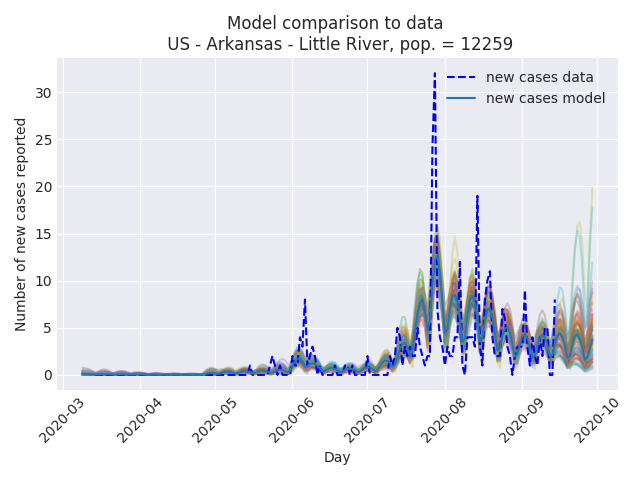 Model comparison to data
US - Arkansas - Little River, pop. = 12259
new cases data
new cases model
Number of new cases reported
30
25
20
15
10
5
0
2020-03
2020-04
2020-05
2020-06
2020-07
2020-08
2020-09
2020-10
Day